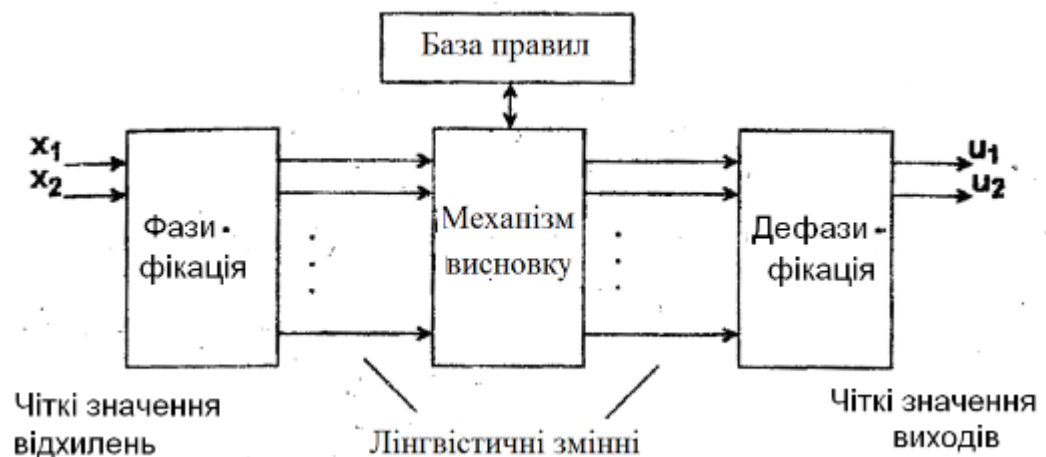 База правил
x1
x2
Фази-
фікація
Механізм
висновку
Дефази-
фікація
u1
u2
Чіткі значення
відхилень
Лінгвістичні змінні
Чіткі значення
виходів